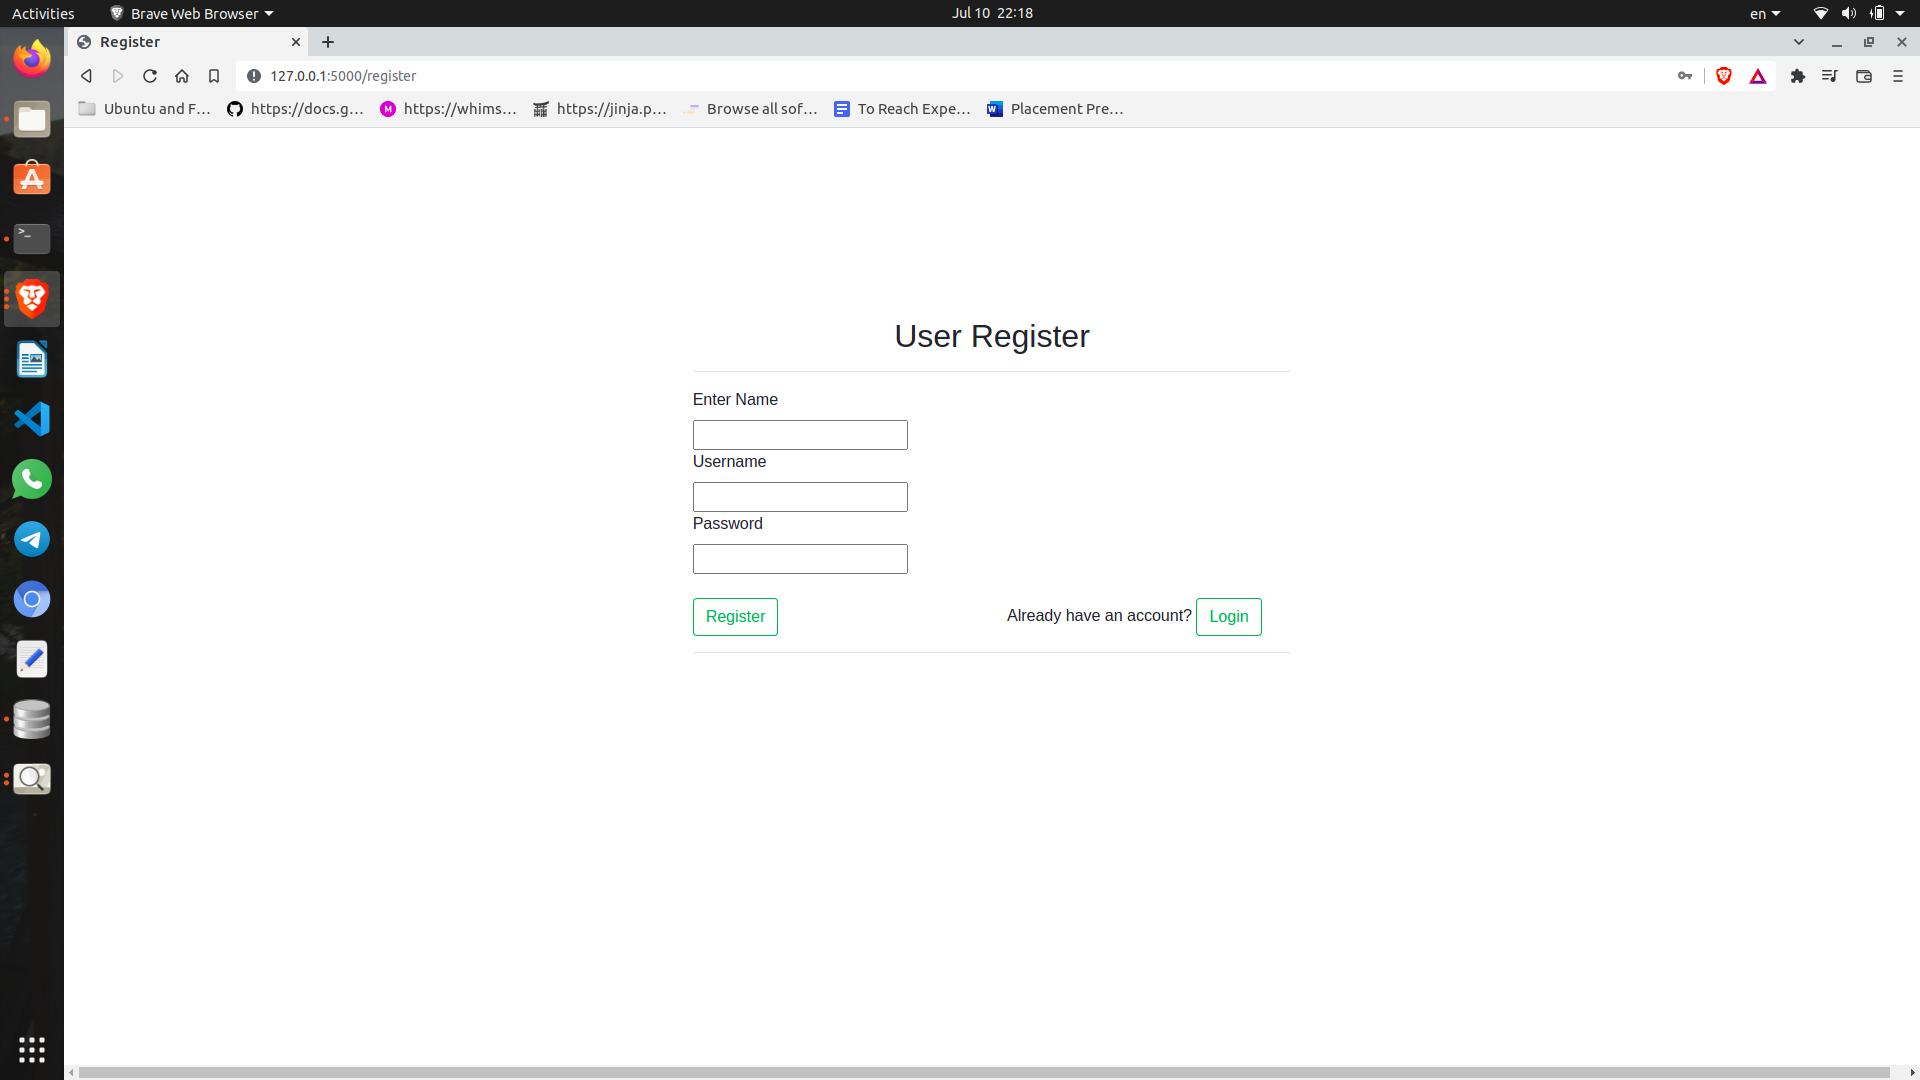 Activities Brave Web Browser Jul 10 22:18 en
Register
127.0.0.1:5000/register
Ubuntu and F... https://docs.g... https://whims... https://jinja.p... Browse all sof... To Reach Expe... Placement Pre...
User Register
Enter Name
Username
Password
Register Already have an account? Login